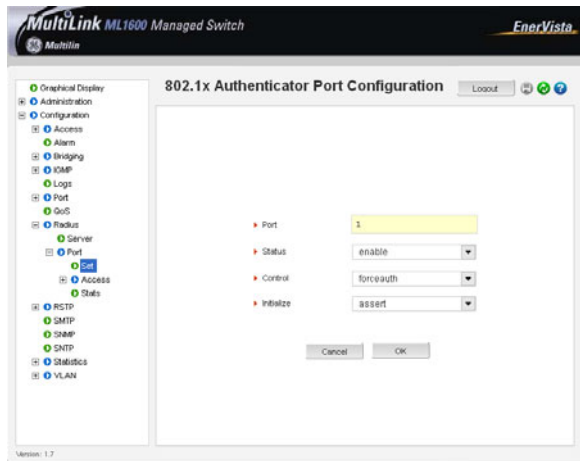 MultiLink ML1600 Managed Switch
EnerVista
Multilin
802.1x Authenticator Port Configuration
Logout
Graphical Display
Administration
Configuration
Access
Alarm
Bridging
IGMP
Logs
Port
QoS
Radius
Server
Port
Set
Access
Stats
RSTP
SMTP
SNMP
SNTP
Statistics
VLAN
Port 1
Status enable
Control forceauth
Initialize assert
Cancel OK
Version: 1.7